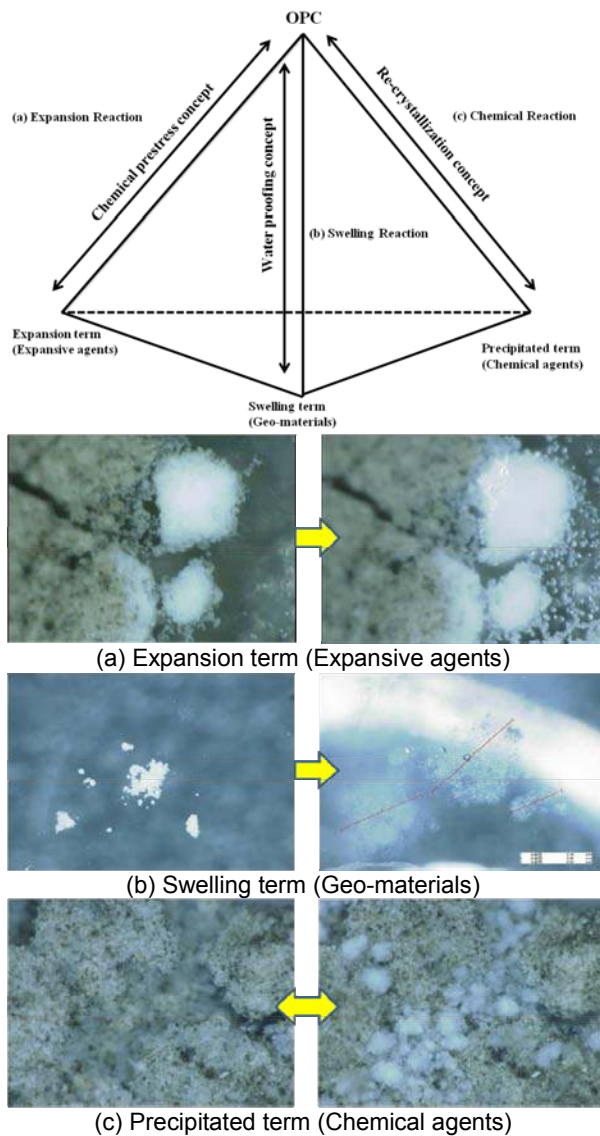 OPC
(a) Expansion Reaction
Chemical prestress concept
Water proofing concept
Re-crystallization concept
(c) Chemical Reaction
(b) Swelling Reaction
Expansion term
(Expansive agents)
Precipitated term
(Chemical agents)
Swelling term
(Geo-materials)
(a) Expansion term (Expansive agents)
(b) Swelling term (Geo-materials)
(c) Precipitated term (Chemical agents)